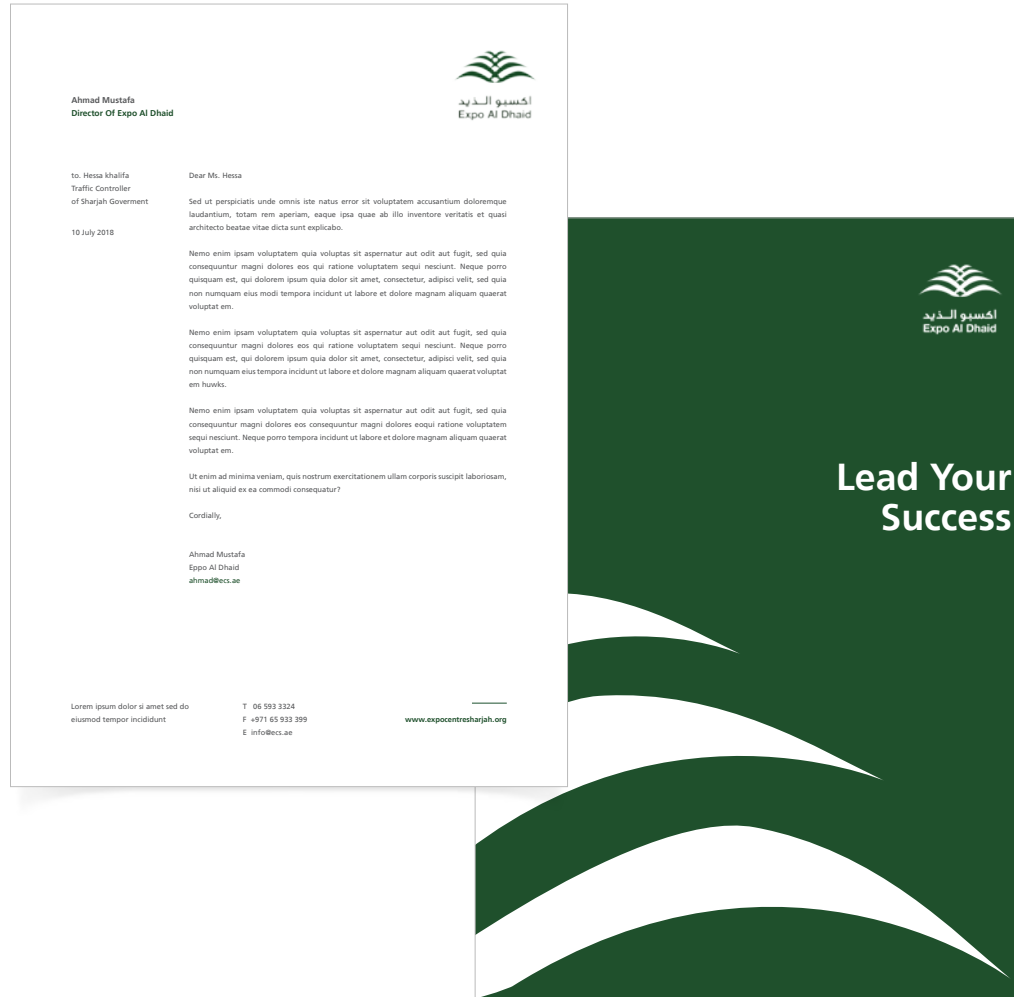 اكسبو الــذيد
Expo Al Dhaid
Ahmad Mustafa
Director Of Expo Al Dhaid
to. Hessa khalifa
Traffic Controller
of Sharjah Goverment
10 July 2018
Dear Ms. Hessa
Sed ut perspiciatis unde omnis iste natus error sit voluptatem accusantium doloremque
laudantium, totam rem aperiam, eaque ipsa quae ab illo inventore veritatis et quasi
architecto beatae vitae dicta sunt explicabo.
Nemo enim ipsam voluptatem quia voluptas sit aspernatur aut odit aut fugit, sed quia
consequuntur magni dolores eos qui ratione voluptatem sequi nesciunt. Neque porro
quisquam est, qui dolorem ipsum quia dolor sit amet, consectetur, adipisci velit, sed quia
non numquam eius modi tempora incidunt ut labore et dolore magnam aliquam quaerat
voluptat em.
Nemo enim ipsam voluptatem quia voluptas sit aspernatur aut odit aut fugit, sed quia
consequuntur magni dolores eos qui ratione voluptatem sequi nesciunt. Neque porro
quisquam est, qui dolorem ipsum quia dolor sit amet, consectetur, adipisci velit, sed quia
non numquam eius tempora incidunt ut labore et dolore magnam aliquam quaerat voluptat
em huwks.
Nemo enim ipsam voluptatem quia voluptas sit aspernatur aut odit aut fugit, sed quia
consequuntur magni dolores eos consequuntur magni dolores eoqui ratione voluptatem
sequi nesciunt. Neque porro tempora incidunt ut labore et dolore magnam aliquam quaerat
voluptat em.
Ut enim ad minima veniam, quis nostrum exercitationem ullam corporis suscipit laboriosam,
nisi ut aliquid ex ea commodi consequatur?
Cordially,
Ahmad Mustafa
Eppo Al Dhaid
ahmad@ecs.ae
Lorem ipsum dolor si amet sed do
eiusmod tempor incididunt
T 06 593 3324
F +971 65 933 399
E info@ecs.ae
www.expocentresharjah.org
اكسبو الــذيد
Expo Al Dhaid
Lead Your
Success